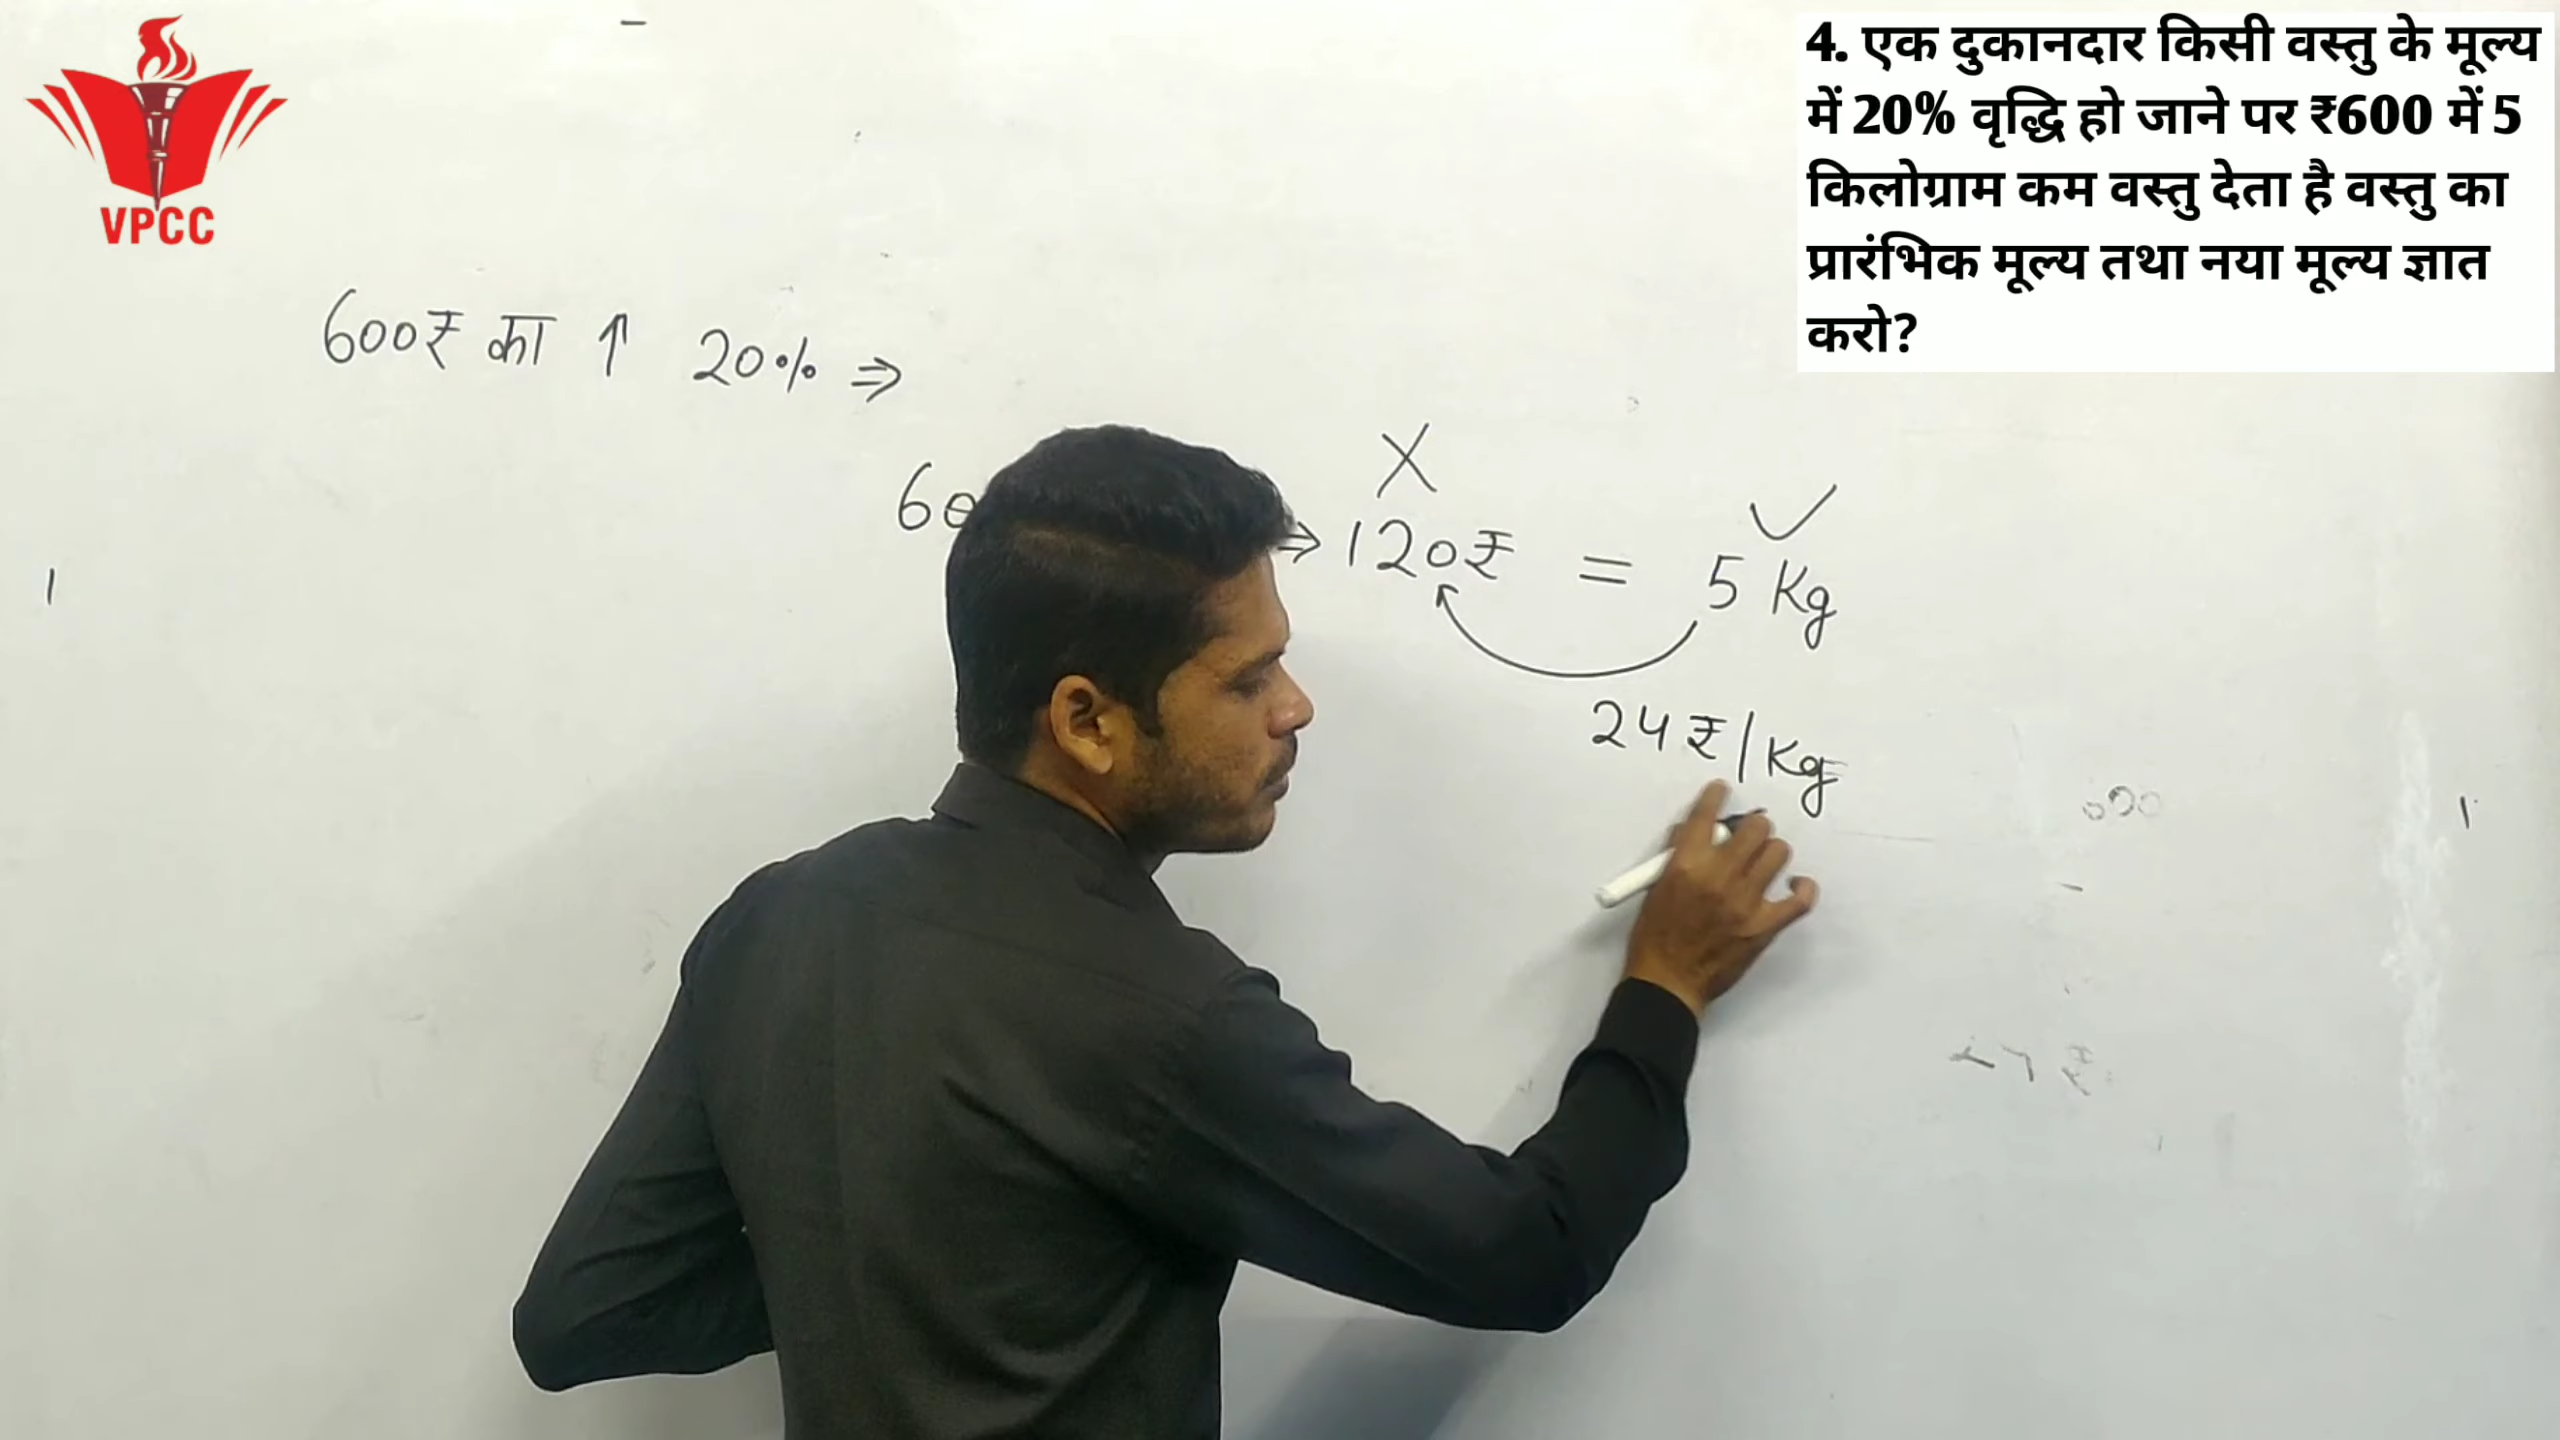 VPCC
4. एक दुकानदार किसी वस्तु के मूल्य
में 20% वृद्धि हो जाने पर ₹600 में 5
किलोग्राम कम वस्तु देता है वस्तु का
प्रारंभिक मूल्य तथा नया मूल्य ज्ञात
करो?
600₹ का ↑ 20% ⇒
X ✓
⇒ 120₹ = 5 Kg
24₹/Kg